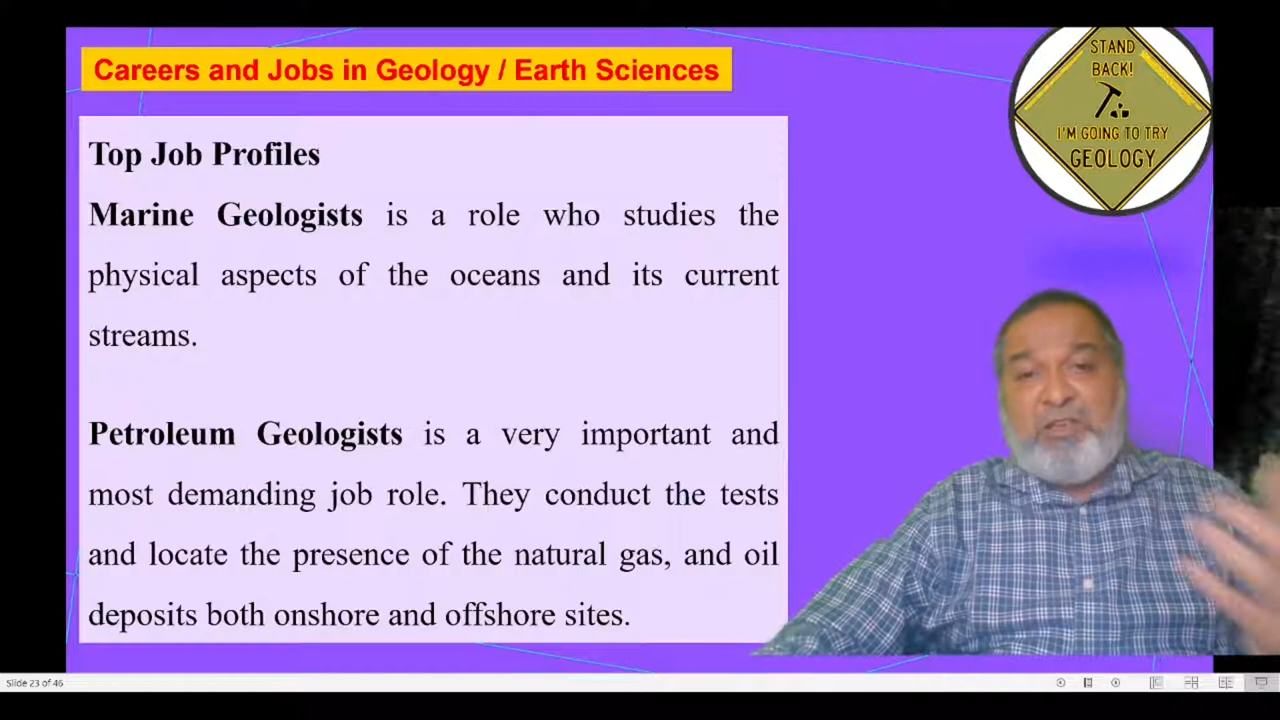 Careers and Jobs in Geology / Earth Sciences
STAND
BACK!
I'M GOING TO TRY
GEOLOGY
Top Job Profiles
Marine Geologists is a role who studies the
physical aspects of the oceans and its current
streams.
Petroleum Geologists is a very important and
most demanding job role. They conduct the tests
and locate the presence of the natural gas, and oil
deposits both onshore and offshore sites.
Slide 23 of 46